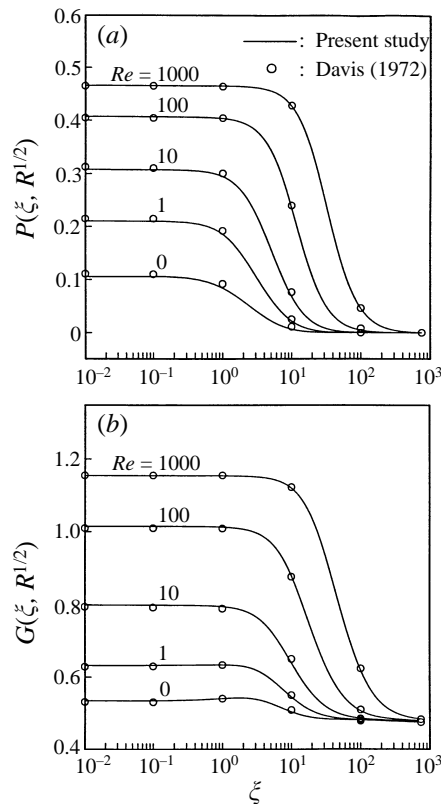 0.6
(a)
— : Present study
○ : Davis (1972)
Re = 1000
0.5
100
0.4
10
0.3
1
0.2
0
0.1
0
P(ξ, R^{1/2})
10^{-2} 10^{-1} 10^0 10^1 10^2 10^3
(b)
Re = 1000
1.2
100
1.0
10
0.8
1
0.6
0
0.4
G(ξ, R^{1/2})
10^{-2} 10^{-1} 10^0 10^1 10^2 10^3
ξ